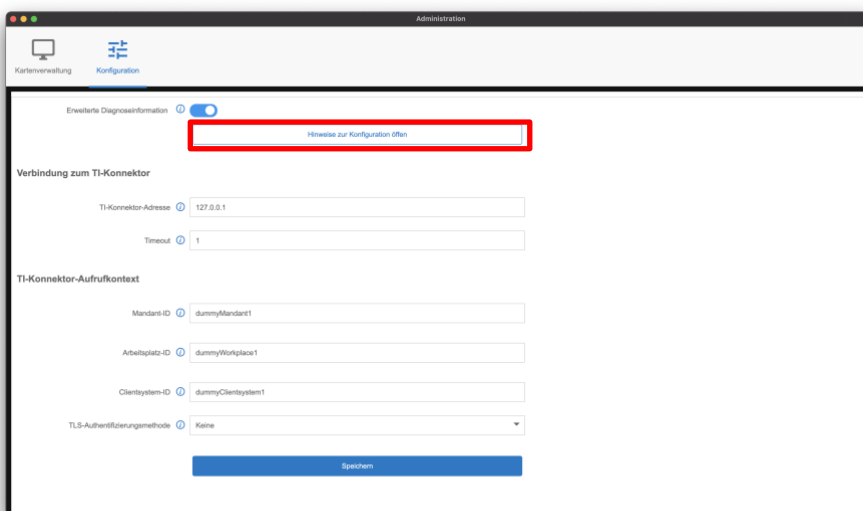 Administration
Kartenverwaltung
Konfiguration
Erweiterte Diagnoseinformation
Hinweise zur Konfiguration öffen
Verbindung zum TI-Konnektor
TI-Konnektor-Adresse 127.0.0.1
Timeout 1
TI-Konnektor-Aufrufkontext
Mandant-ID dummyMandant1
Arbeitsplatz-ID dummyWorkplace1
Clientsystem-ID dummyClientsystem1
TLS-Authentifizierungsmethode Keine
Speichern